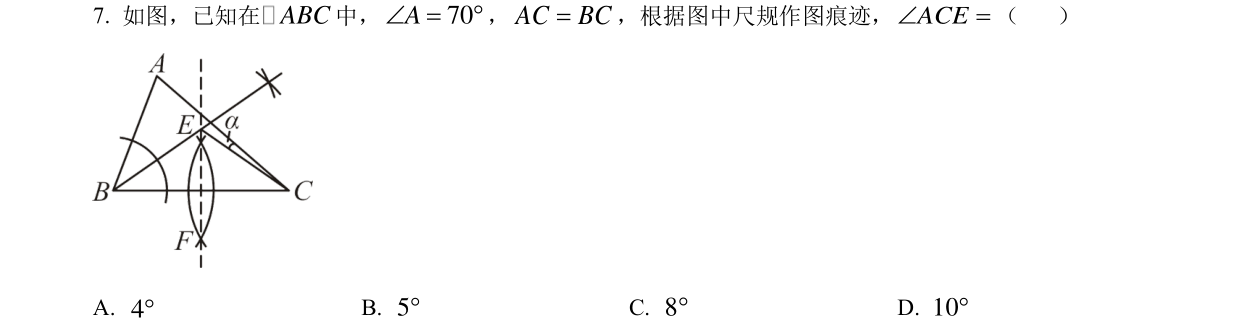 7. 如图，已知在□ABC中，∠A=70°，AC=BC，根据图中尺规作图痕迹，∠ACE=（　　）
A
E
α
B
C
F
A. 4°　B. 5°　C. 8°　D. 10°